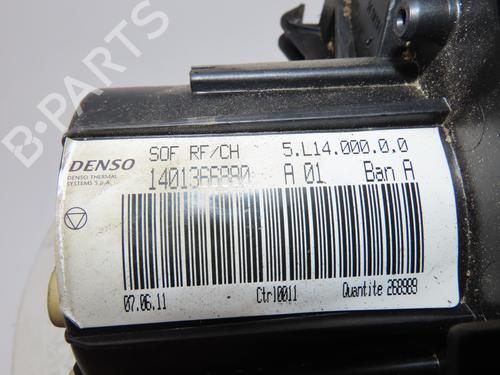 B-PARTS
DENSO
DENSO THERMAL
SYSTEMS S.p.A.
SOF RF/CH 5.L14.000.0.0
1401366880 A 01 Ban A
07.06.11 Ctrl0011 Quantite 268989